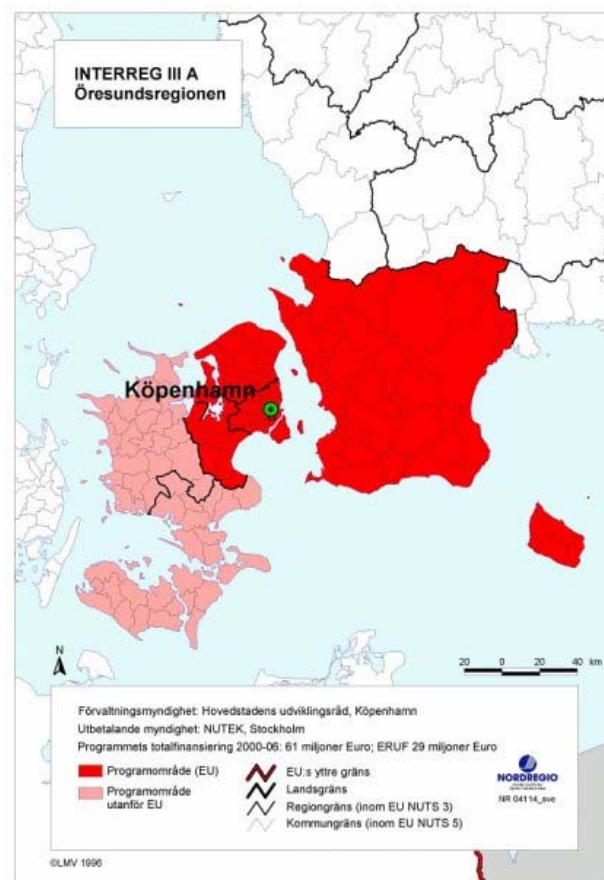 INTERREG III A
Öresundsregionen
Köpenhamn
N
20 0 20 40 km
Förvaltningsmyndighet: Hovedstadens udviklingsråd, Köpenhamn
Utbetalande myndighet: NUTEK, Stockholm
Programmets totalfinansiering 2000-06: 61 miljoner Euro; ERUF 29 miljoner Euro
Programområde (EU)
Programområde
utanför EU
EU:s yttre gräns
Landsgräns
Regiongräns (inom EU NUTS 3)
Kommungräns (inom EU NUTS 5)
NORDREGIO
NR 04114_sve
©LMV 1996